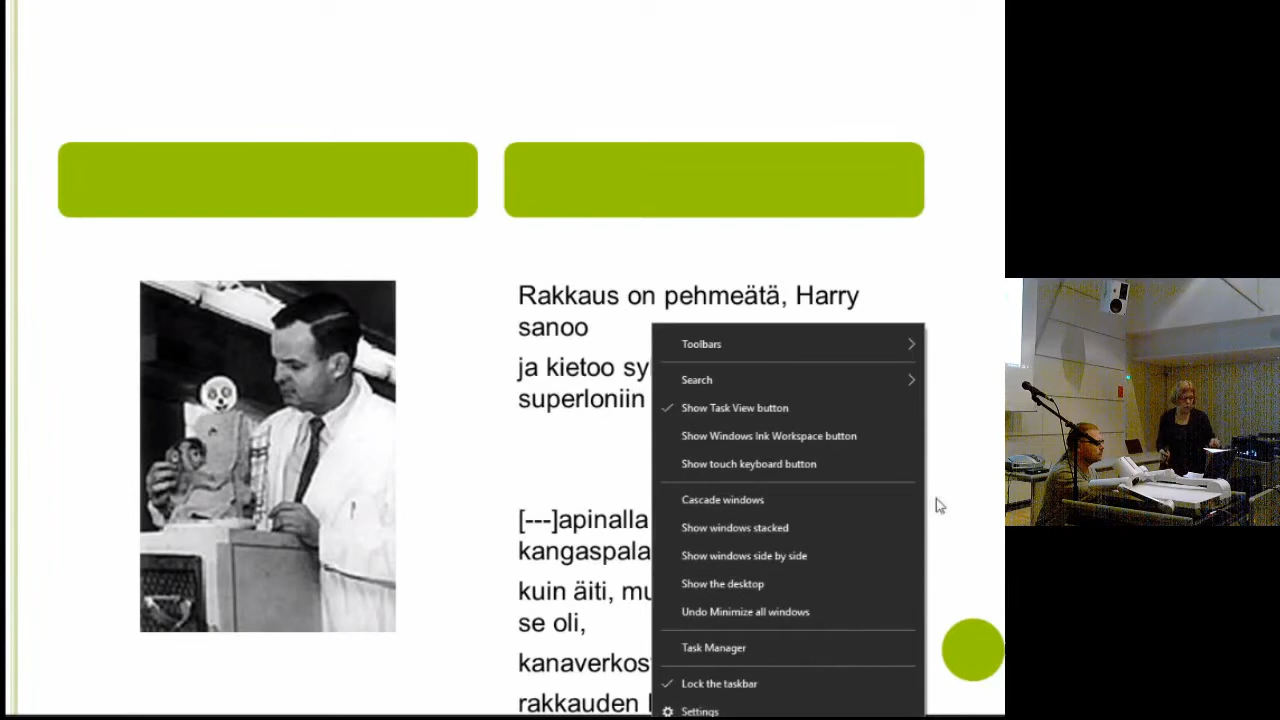 Rakkaus on pehmeätä, Harry
sanoo
ja kietoo sy
superloniin
[---]apinalla
kangaspala
kuin äiti, mu
se oli,
kanaverkos
rakkauden
Toolbars
Search
Show Task View button
Show Windows Ink Workspace button
Show touch keyboard button
Cascade windows
Show windows stacked
Show windows side by side
Show the desktop
Undo Minimize all windows
Task Manager
Lock the taskbar
Settings